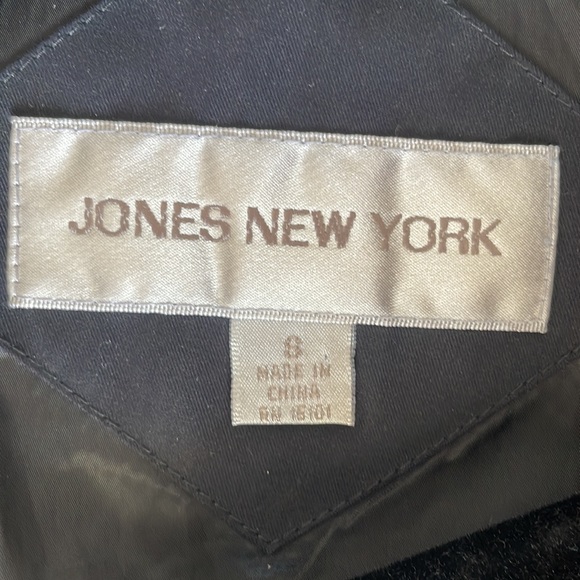 JONES NEW YORK
8
MADE IN
CHINA
RN 16101